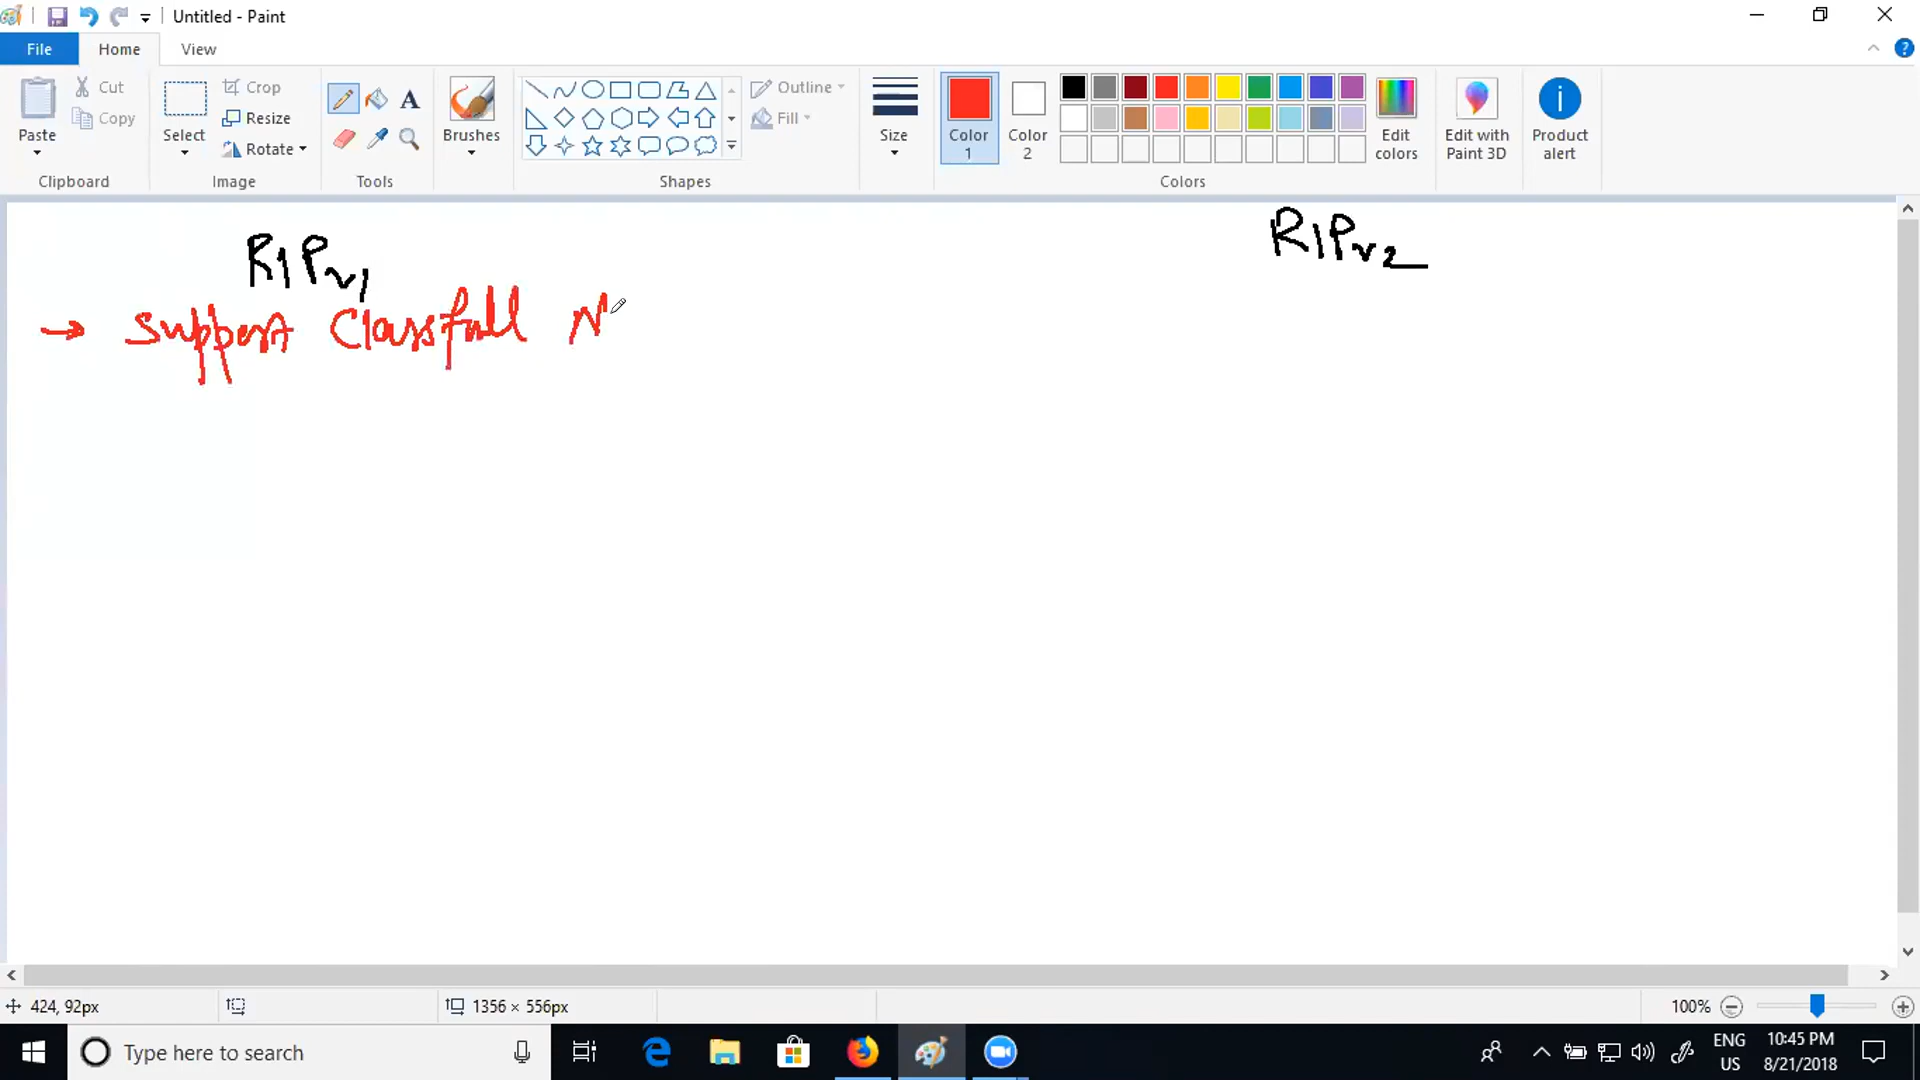 Untitled - Paint
File Home View
Paste
Cut
Copy
Clipboard
Select
Crop
Resize
Rotate
Image
Tools
Brushes
Shapes
Outline
Fill
Size
Color 1
Color 2
Edit colors
Edit with Paint 3D
Product alert
Colors
RIPv1
RIPv2
→ Support Classfull N
424, 92px
1356 × 556px
100%
Type here to search
ENG
US
10:45 PM
8/21/2018